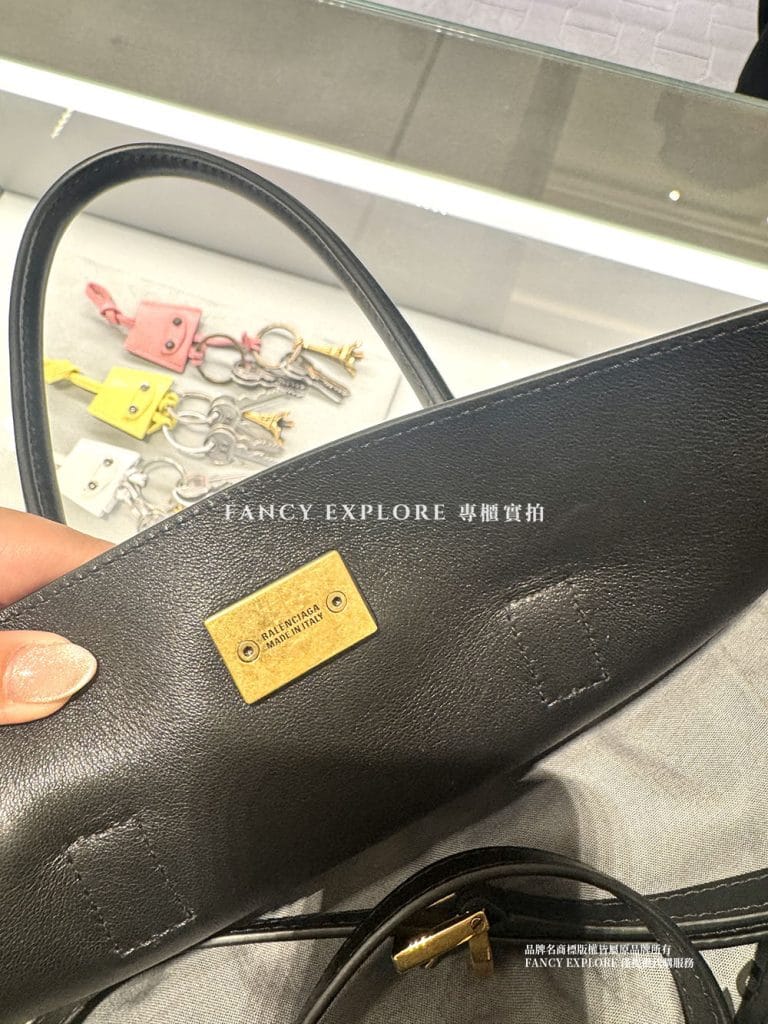 FANCY EXPLORE 專櫃實拍
BALENCIAGA
MADE IN ITALY
品牌名商標版權皆屬原品牌所有
FANCY EXPLORE 僅提供代購服務